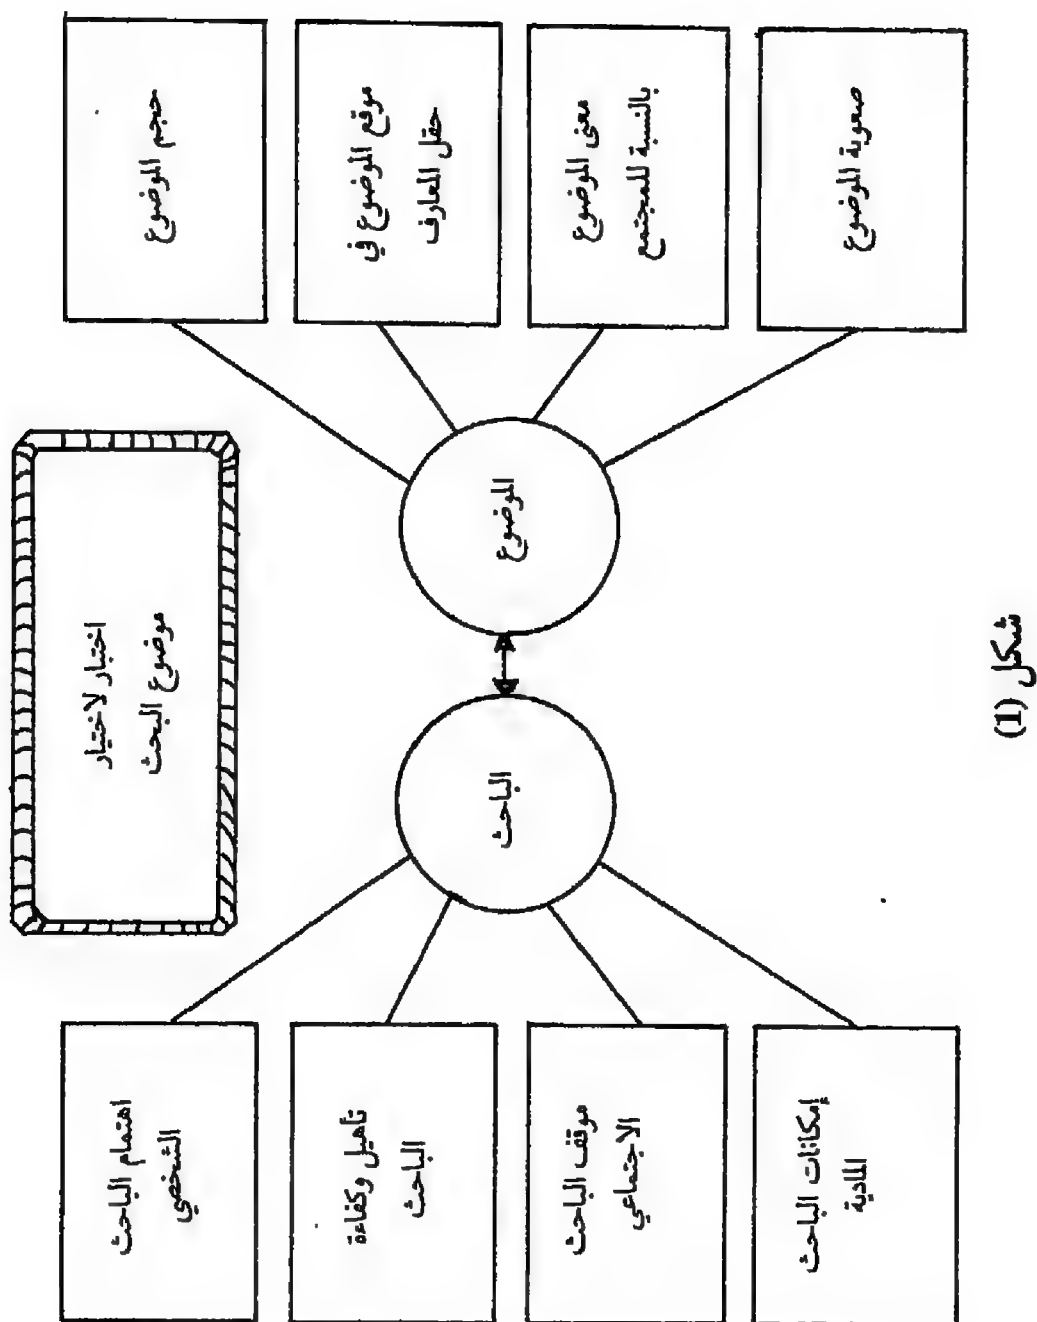 اختبار لاختيار
موضوع البحث
حجم الموضوع
موقع الموضوع في
حقل المعارف
معنى الموضوع
بالنسبة للمجتمع
صعوبة الموضوع
الموضوع
الباحث
اهتمام الباحث
الشخصي
تأهيل وكفاءة
الباحث
موقف الباحث
الاجتماعي
إمكانات الباحث
المادية
شكل (1)